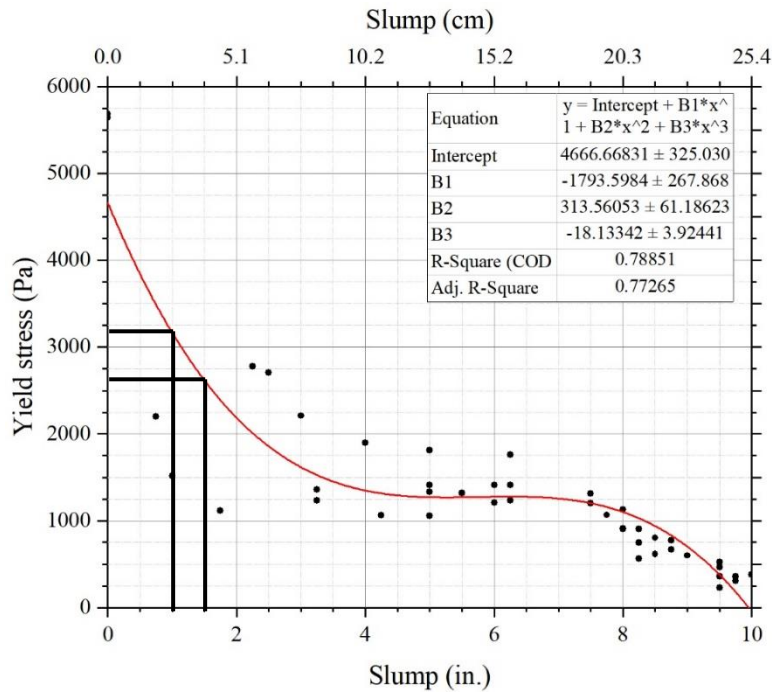 Slump (cm)
0.0 5.1 10.2 15.2 20.3 25.4
6000
5000
4000
3000
2000
1000
0
Yield stress (Pa)
Equation y = Intercept + B1*x^
1 + B2*x^2 + B3*x^3
Intercept 4666.66831 ± 325.030
B1 -1793.5984 ± 267.868
B2 313.56053 ± 61.18623
B3 -18.13342 ± 3.92441
R-Square (COD 0.78851
Adj. R-Square 0.77265
0 2 4 6 8 10
Slump (in.)